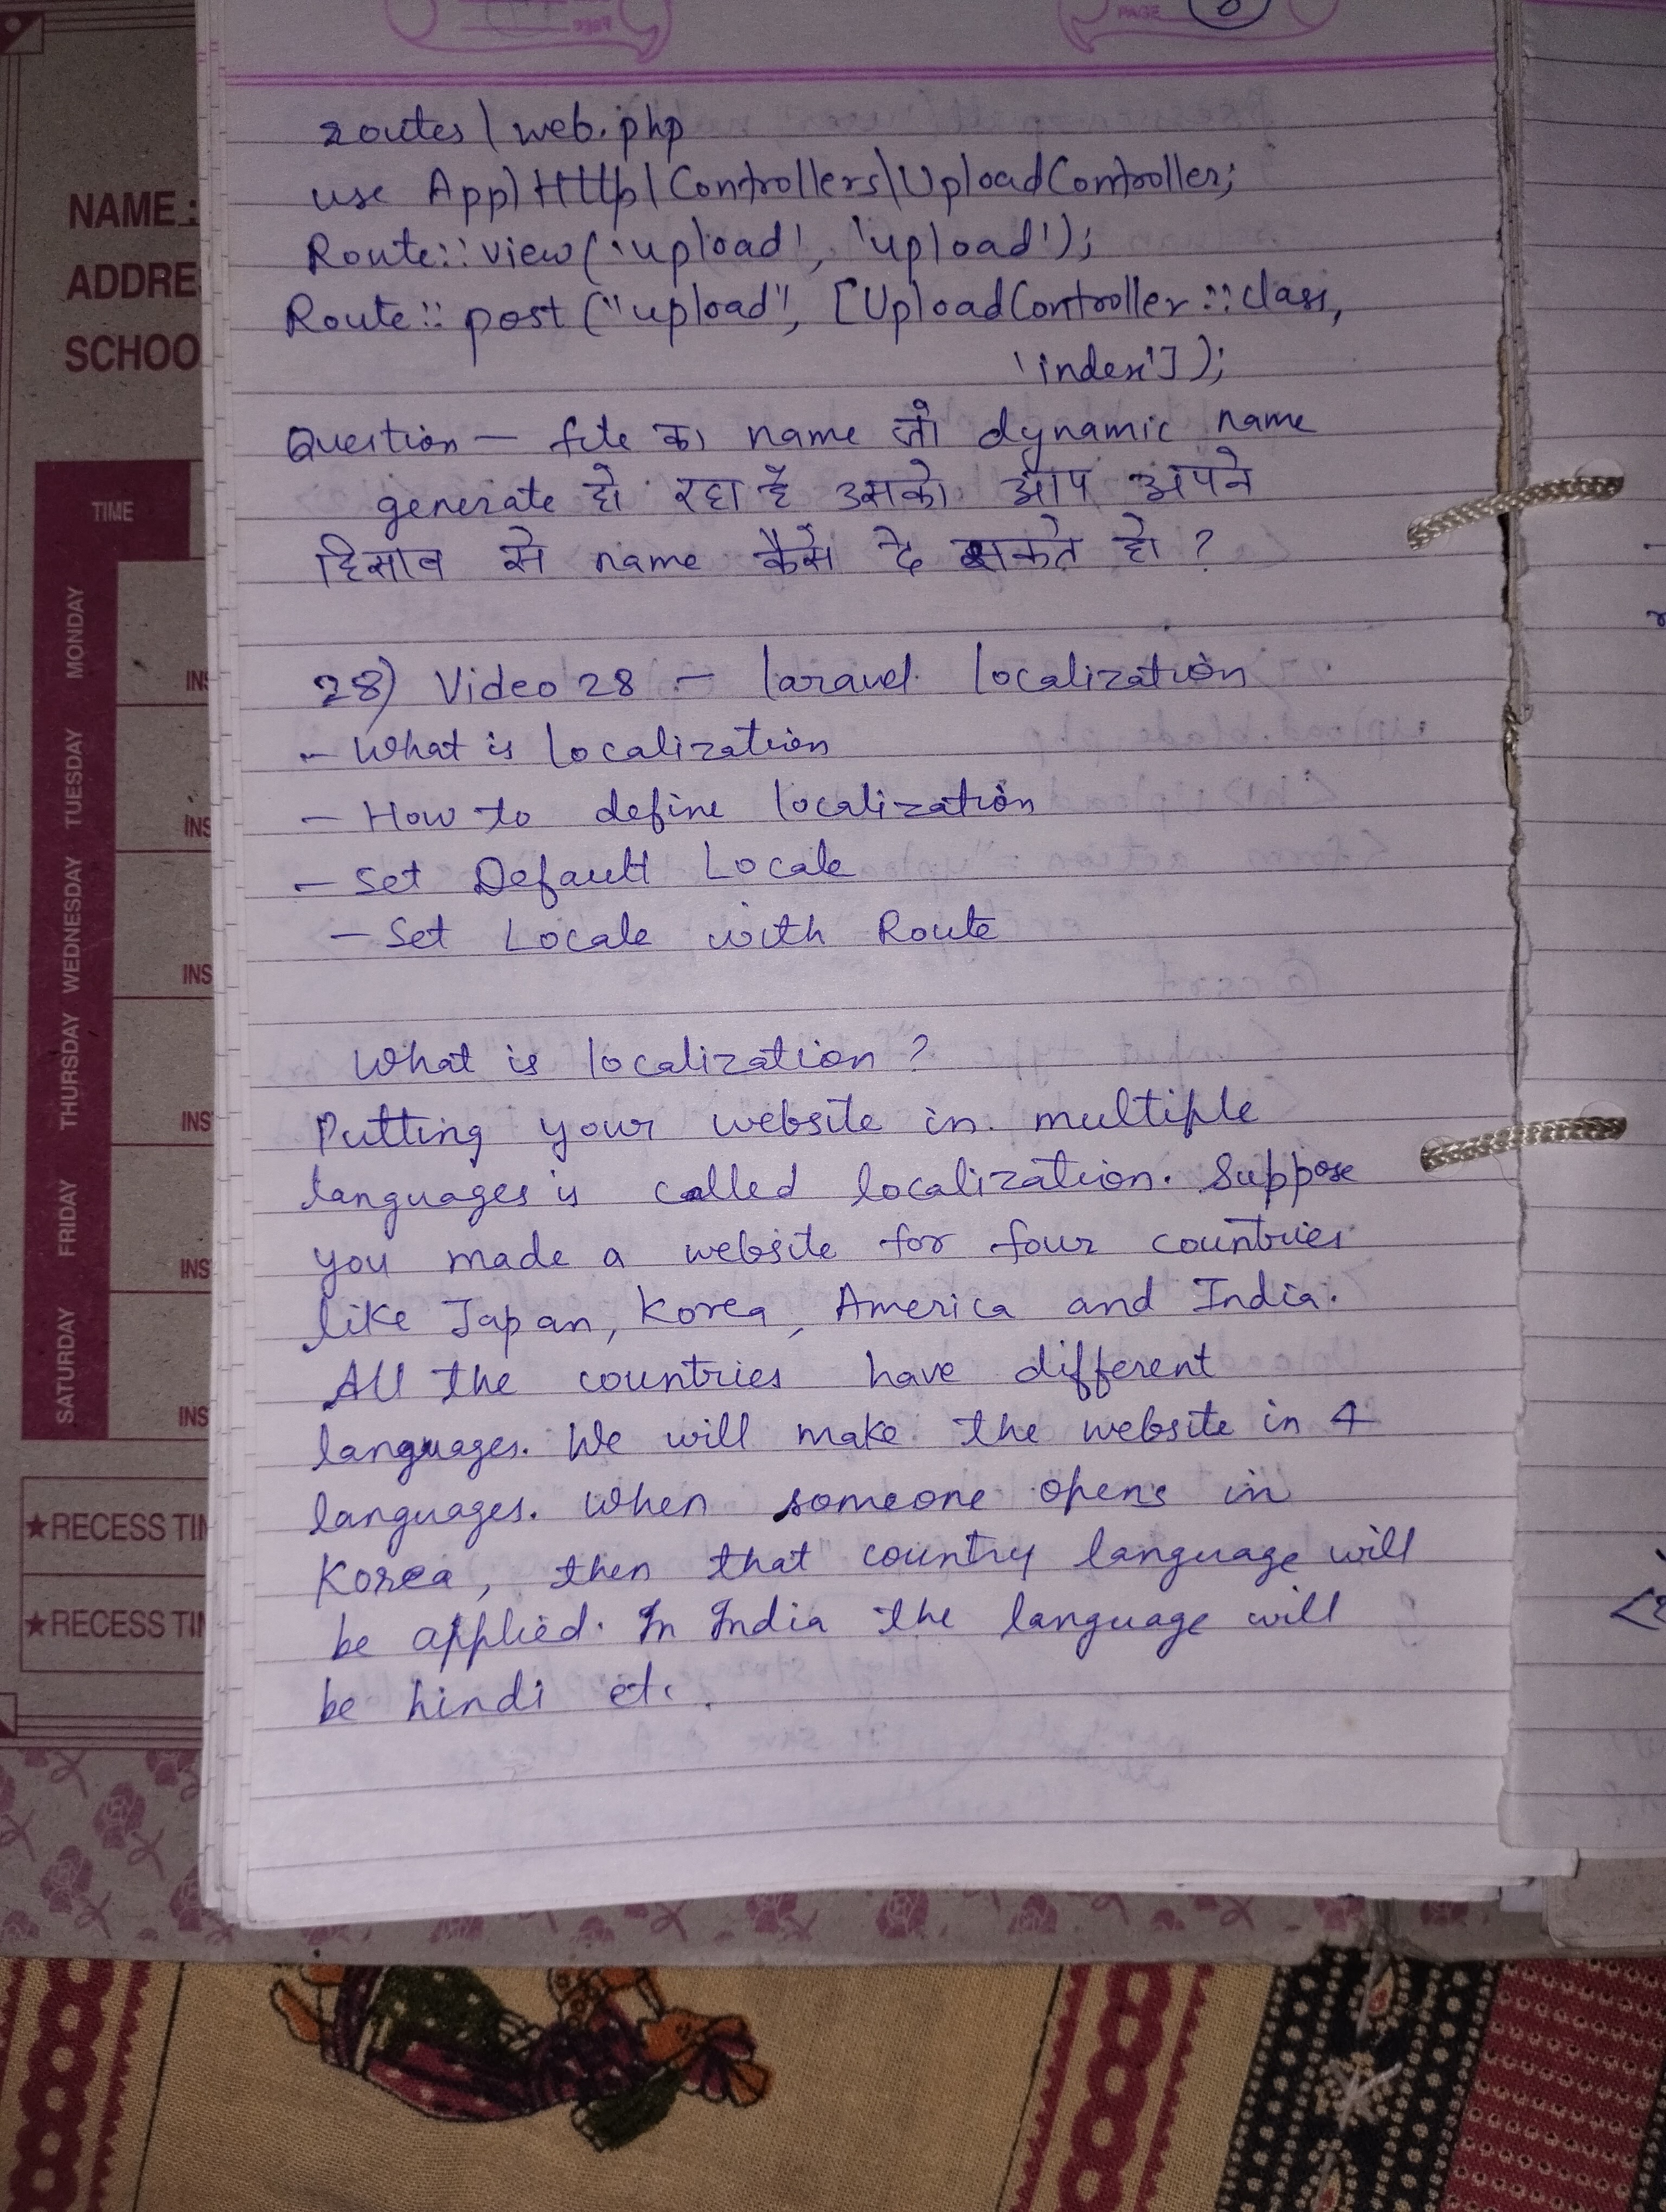 routes \ web.php
use App\Http\Controllers\UploadController;
Route::view('upload', 'upload');
Route::post("upload", [UploadController::class,
'index']);
Question — file का name जो dynamic name
generate हो रहा है उसको आप अपने
हिसाब से name कैसे दे सकते हो ?
28) Video 28 - laravel localization
- What is localization
- How to define localization
- Set Default Locale
- Set Locale with Route
What is localization ?
Putting your website in multiple
languages is called localization. Suppose
you made a website for four countries
like Japan, Korea, America and India.
All the countries have different
languages. We will make the website in 4
languages. When someone opens in
Korea, then that country language will
be applied. In India the language will
be hindi etc.
NAME :
ADDRE
SCHOO
TIME
MONDAY
TUESDAY
WEDNESDAY
THURSDAY
FRIDAY
SATURDAY
INS
INS
INS
INS
INS
INS
★RECESS TI
★RECESS TI